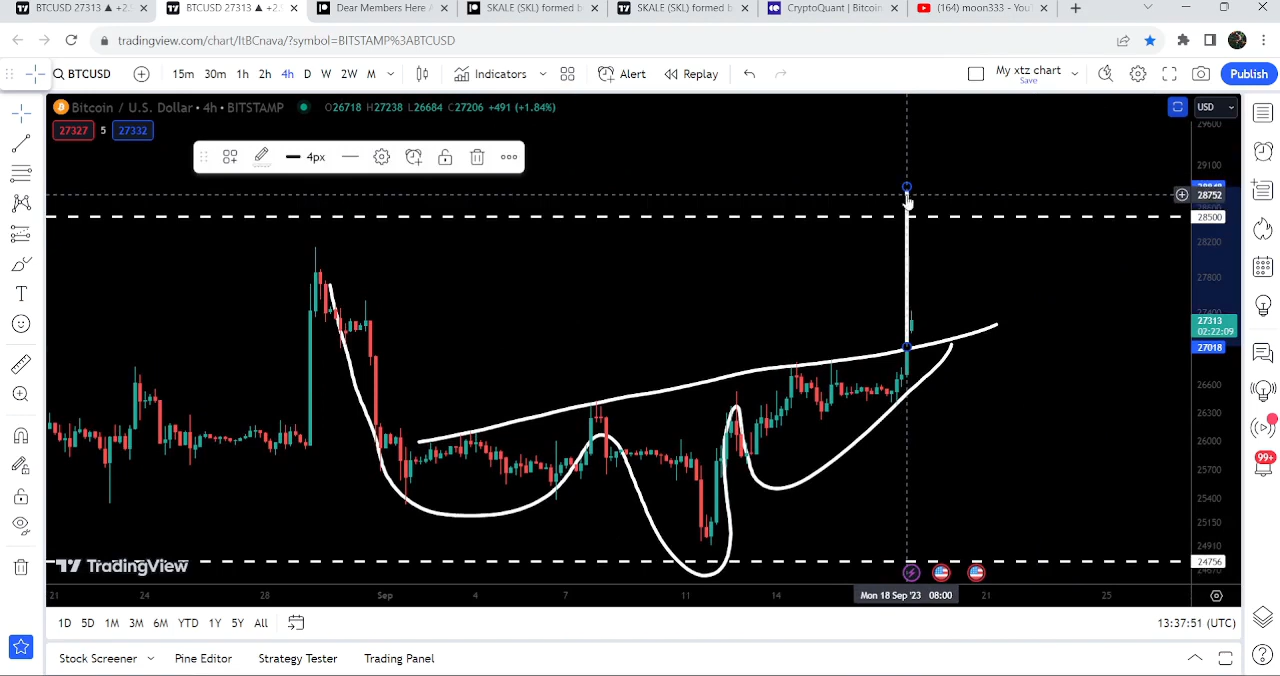 BTCUSD 27313 ▲ +2.
BTCUSD 27313 ▲ +2.
Dear Members Here
SKALE (SKL) formed b
SKALE (SKL) formed b
CryptoQuant | Bitcoin
(164) moon333 - You
tradingview.com/chart/ItBCnava/?symbol=BITSTAMP%3ABTCUSD
BTCUSD 15m 30m 1h 2h 4h D W 2W M Indicators Alert Replay My xtz chart Save Publish
Bitcoin / U.S. Dollar • 4h • BITSTAMP O26718 H27238 L26684 C27206 +491 (+1.84%) USD
27327 5 27332
4px
29100
28752
28500
28200
27800
27313
02:22:09
27018
26600
26300
26000
25700
25400
25150
24910
24756
TradingView
21 24 28 Sep 4 7 11 14 Mon 18 Sep '23 08:00 21 25
1D 5D 1M 3M 6M YTD 1Y 5Y All 13:37:51 (UTC)
Stock Screener Pine Editor Strategy Tester Trading Panel
99+